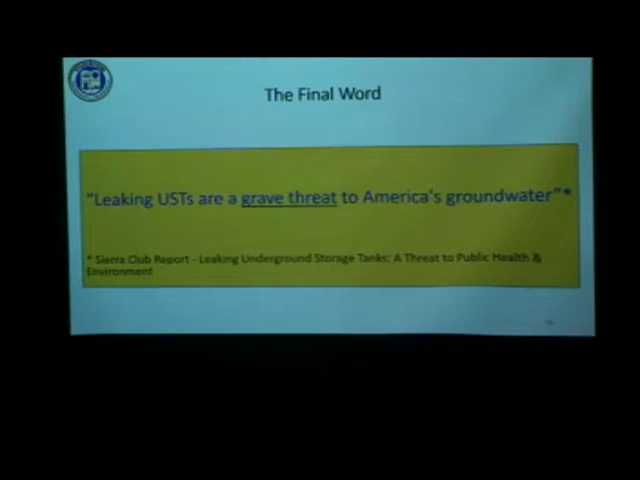 The Final Word
"Leaking USTs are a grave threat to America's groundwater"*
* Sierra Club Report - Leaking Underground Storage Tanks: A Threat to Public Health &
Environment